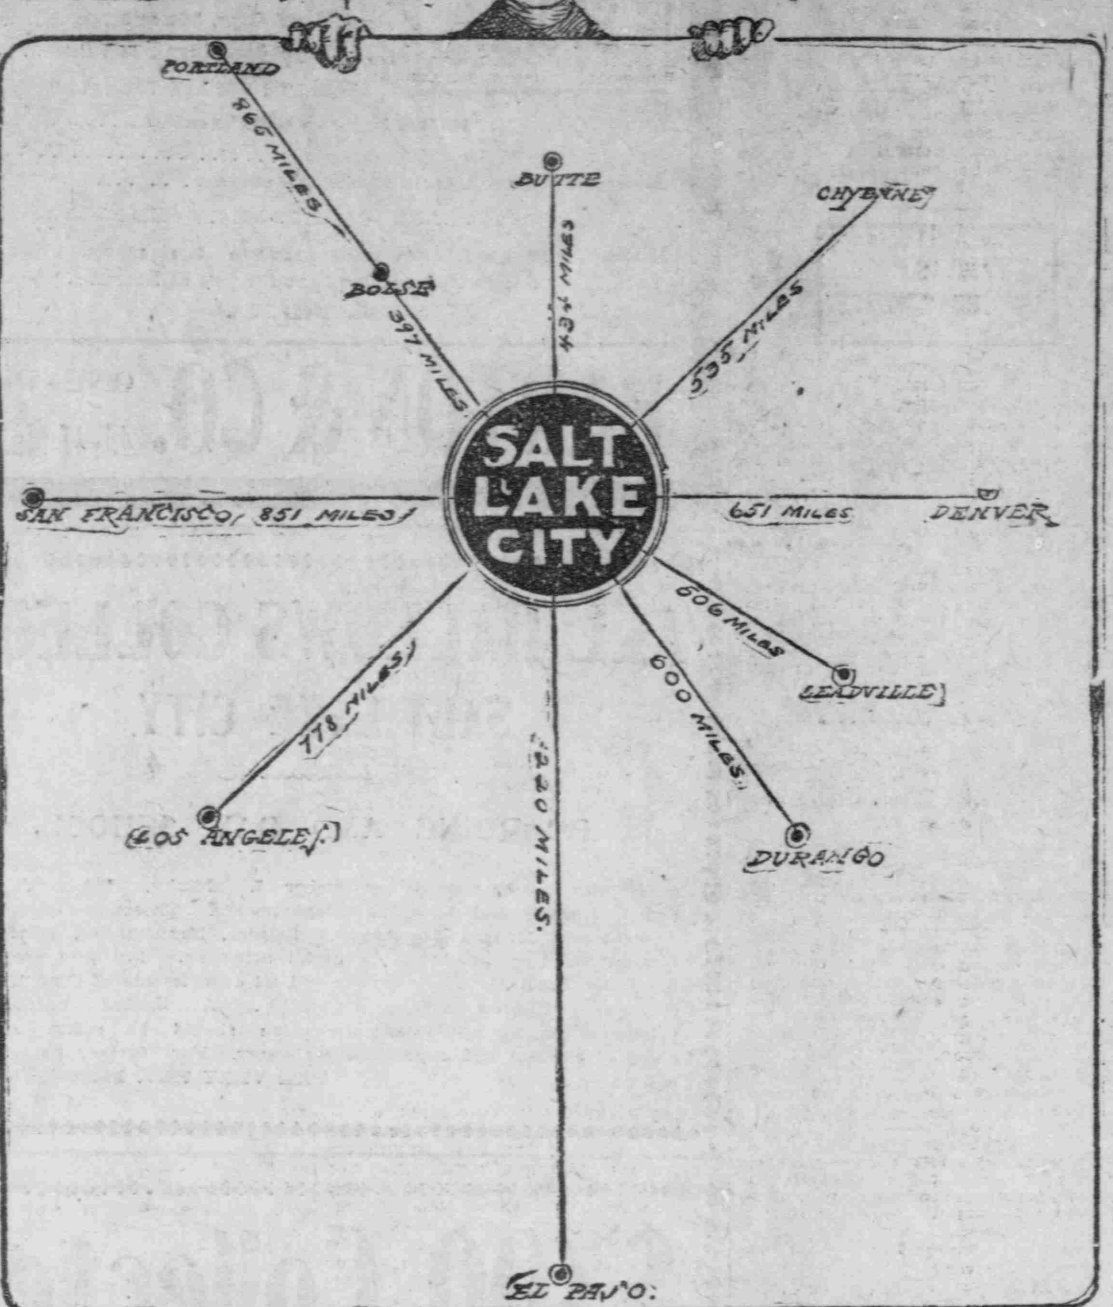 PORTLAND
866 MILES
BUTTE
CHYENNE
434 MILES
BOISE
397 MILES
535 MILES
SALT
LAKE
CITY
SAN FRANCISCO, 851 MILES
651 MILES
DENVER
606 MILES
LEADVILLE
600 MILES
778 MILES
1220 MILES.
LOS ANGELES.
DURANGO
EL PASO.